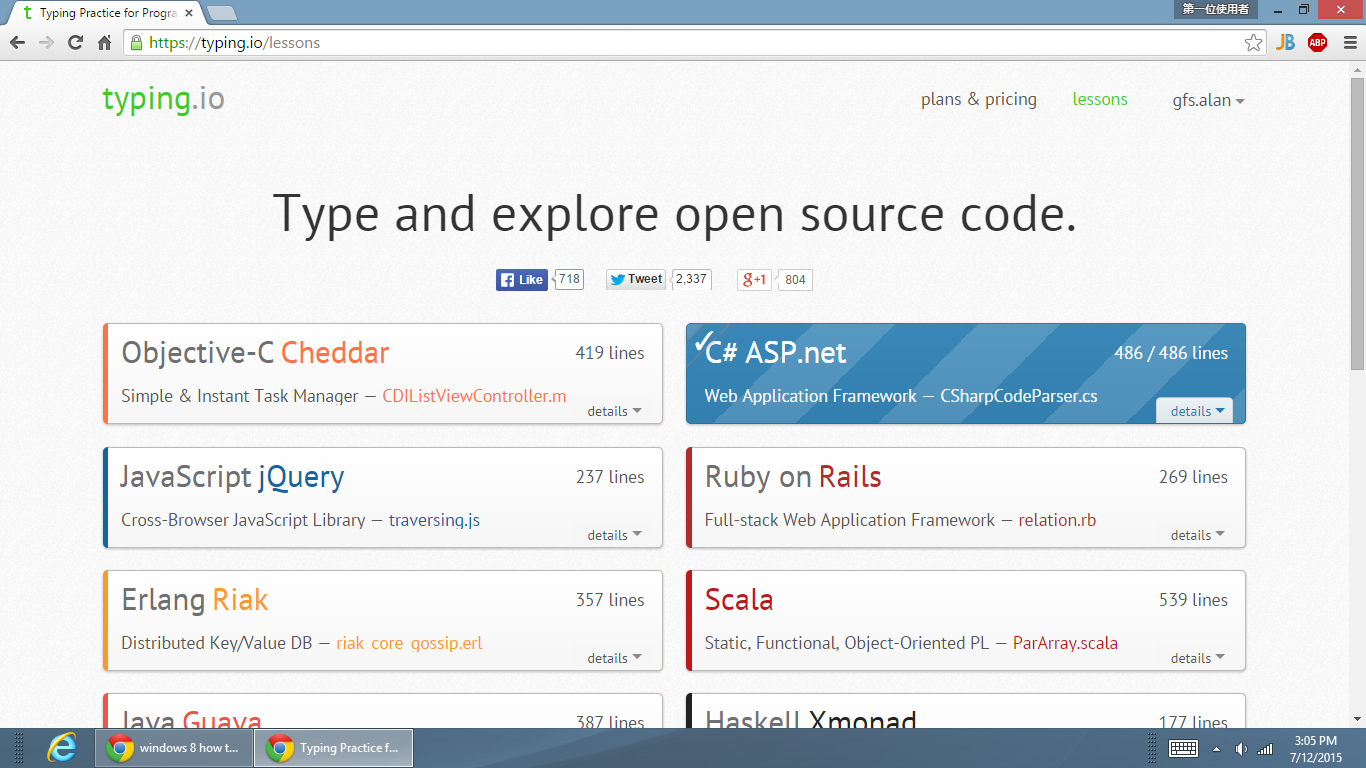 Typing Practice for Progra
第一位使用者
https://typing.io/lessons
JB
ABP
typing.io
plans & pricing
lessons
gfs.alan
Type and explore open source code.
Like
718
Tweet
2,337
g+1
804
Objective-C Cheddar
419 lines
Simple & Instant Task Manager — CDIListViewController.m
details
C# ASP.net
486 / 486 lines
Web Application Framework — CSharpCodeParser.cs
details
JavaScript jQuery
237 lines
Cross-Browser JavaScript Library — traversing.js
details
Ruby on Rails
269 lines
Full-stack Web Application Framework — relation.rb
details
Erlang Riak
357 lines
Distributed Key/Value DB — riak_core_gossip.erl
details
Scala
539 lines
Static, Functional, Object-Oriented PL — ParArray.scala
details
Java Guava
387 lines
Haskell Xmonad
177 lines
windows 8 how t...
Typing Practice f...
3:05 PM
7/12/2015